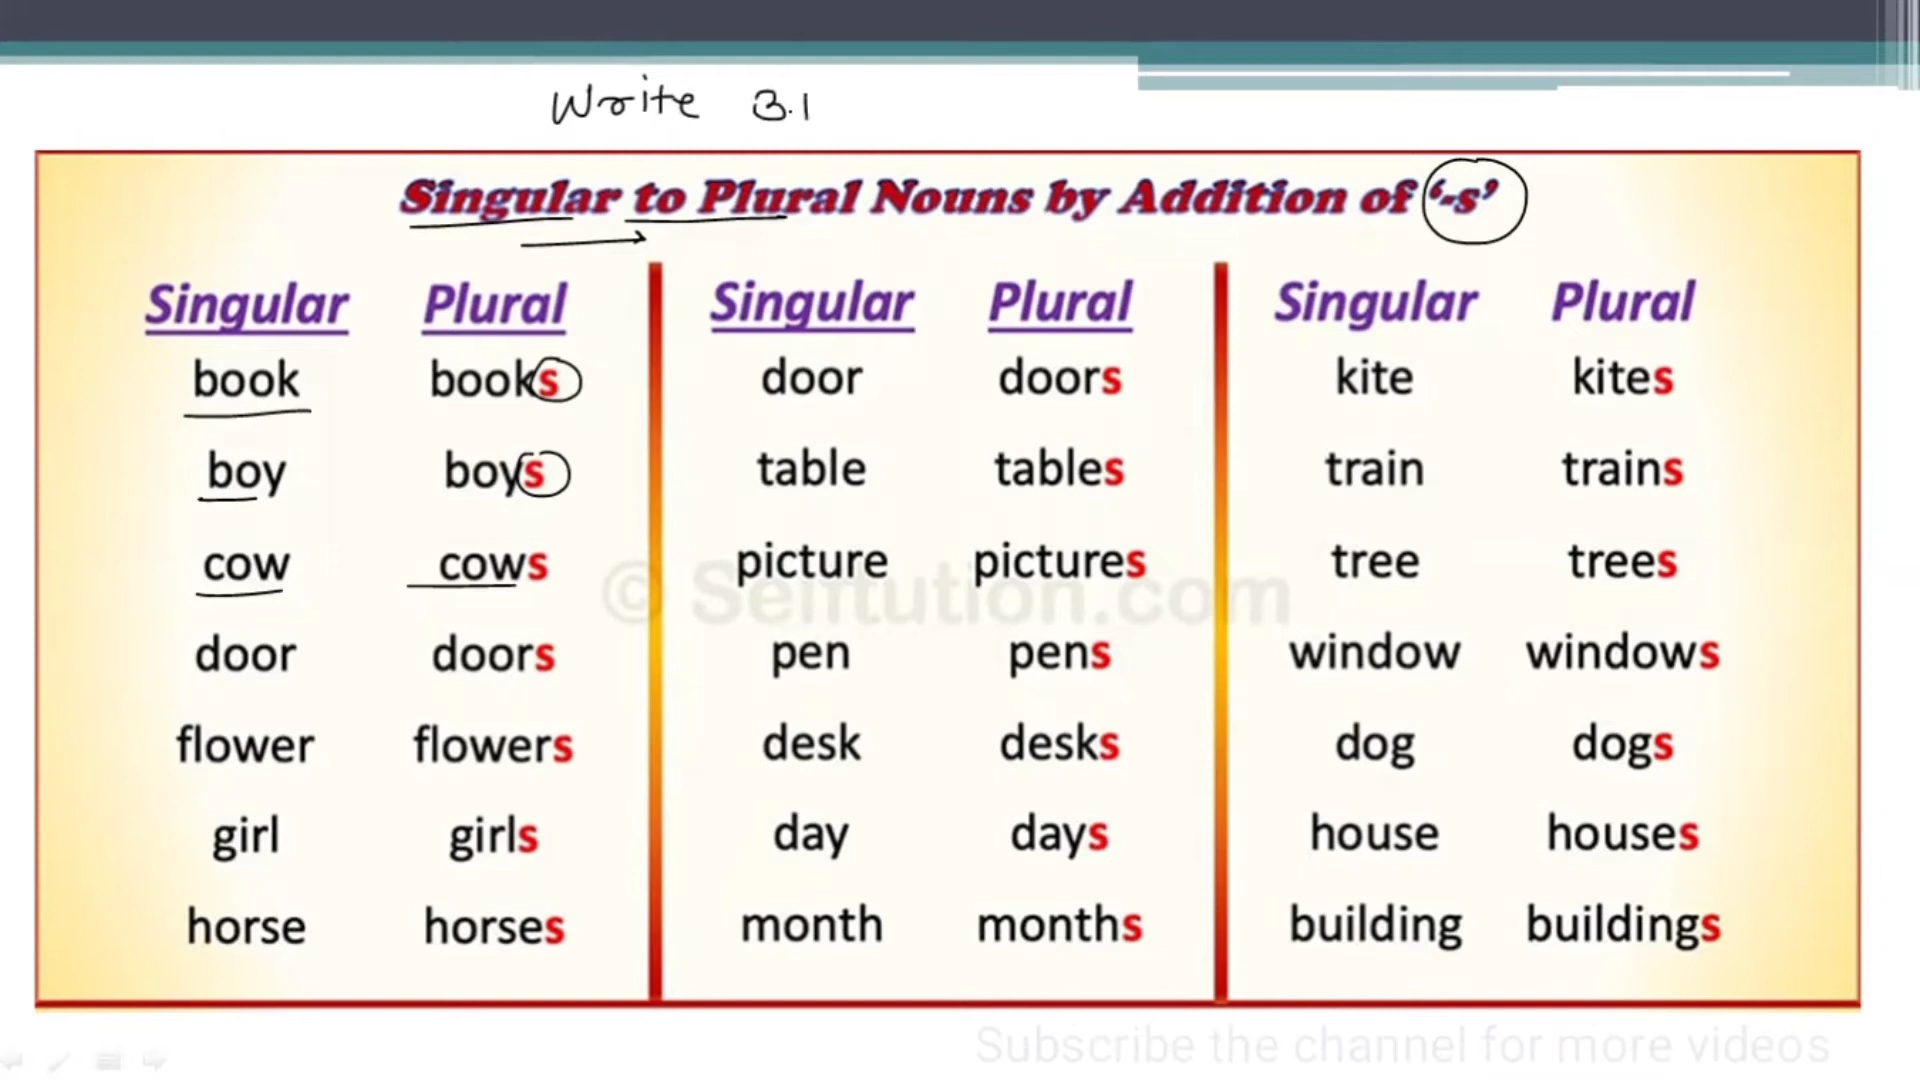 Write 3.1
Singular to Plural Nouns by Addition of ‘-s’
Singular Plural Singular Plural Singular Plural
book books door doors kite kites
boy boys table tables train trains
cow cows picture pictures tree trees
© Selftution.com
door doors pen pens window windows
flower flowers desk desks dog dogs
girl girls day days house houses
horse horses month months building buildings
Subscribe the channel for more videos